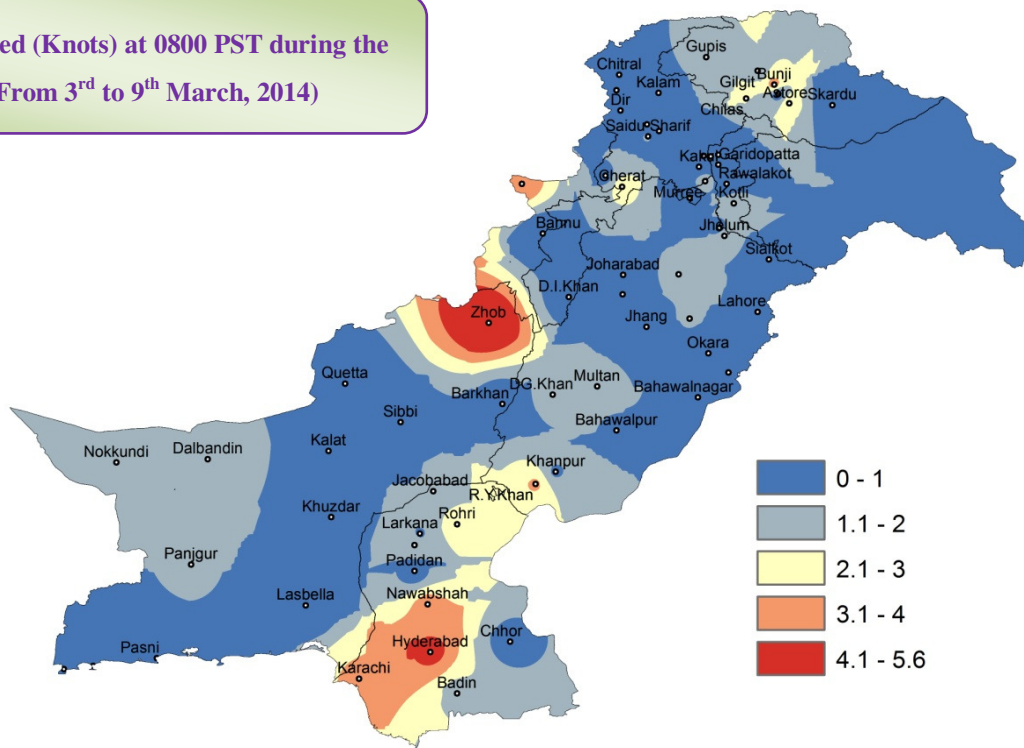 ed (Knots) at 0800 PST during the
From 3rd to 9th March, 2014)
Gupis
Chitral
Kalam
Gilgit
Bunji
Dir
Chilas
Astore
Skardu
Saidu Sharif
Garidopatta
Cherat
Rawalakot
Murree
Kotli
Bannu
Jhelum
Sialkot
Joharabad
D.I.Khan
Zhob
Lahore
Jhang
Okara
Quetta
Barkhan
DG.Khan
Multan
Bahawalnagar
Sibbi
Bahawalpur
Nokkundi
Dalbandin
Kalat
Khanpur
Jacobabad
R.Y.Khan
Khuzdar
Larkana
Rohri
Panjgur
Padidan
Lasbella
Nawabshah
Pasni
Hyderabad
Chhor
Karachi
Badin
0 - 1
1.1 - 2
2.1 - 3
3.1 - 4
4.1 - 5.6